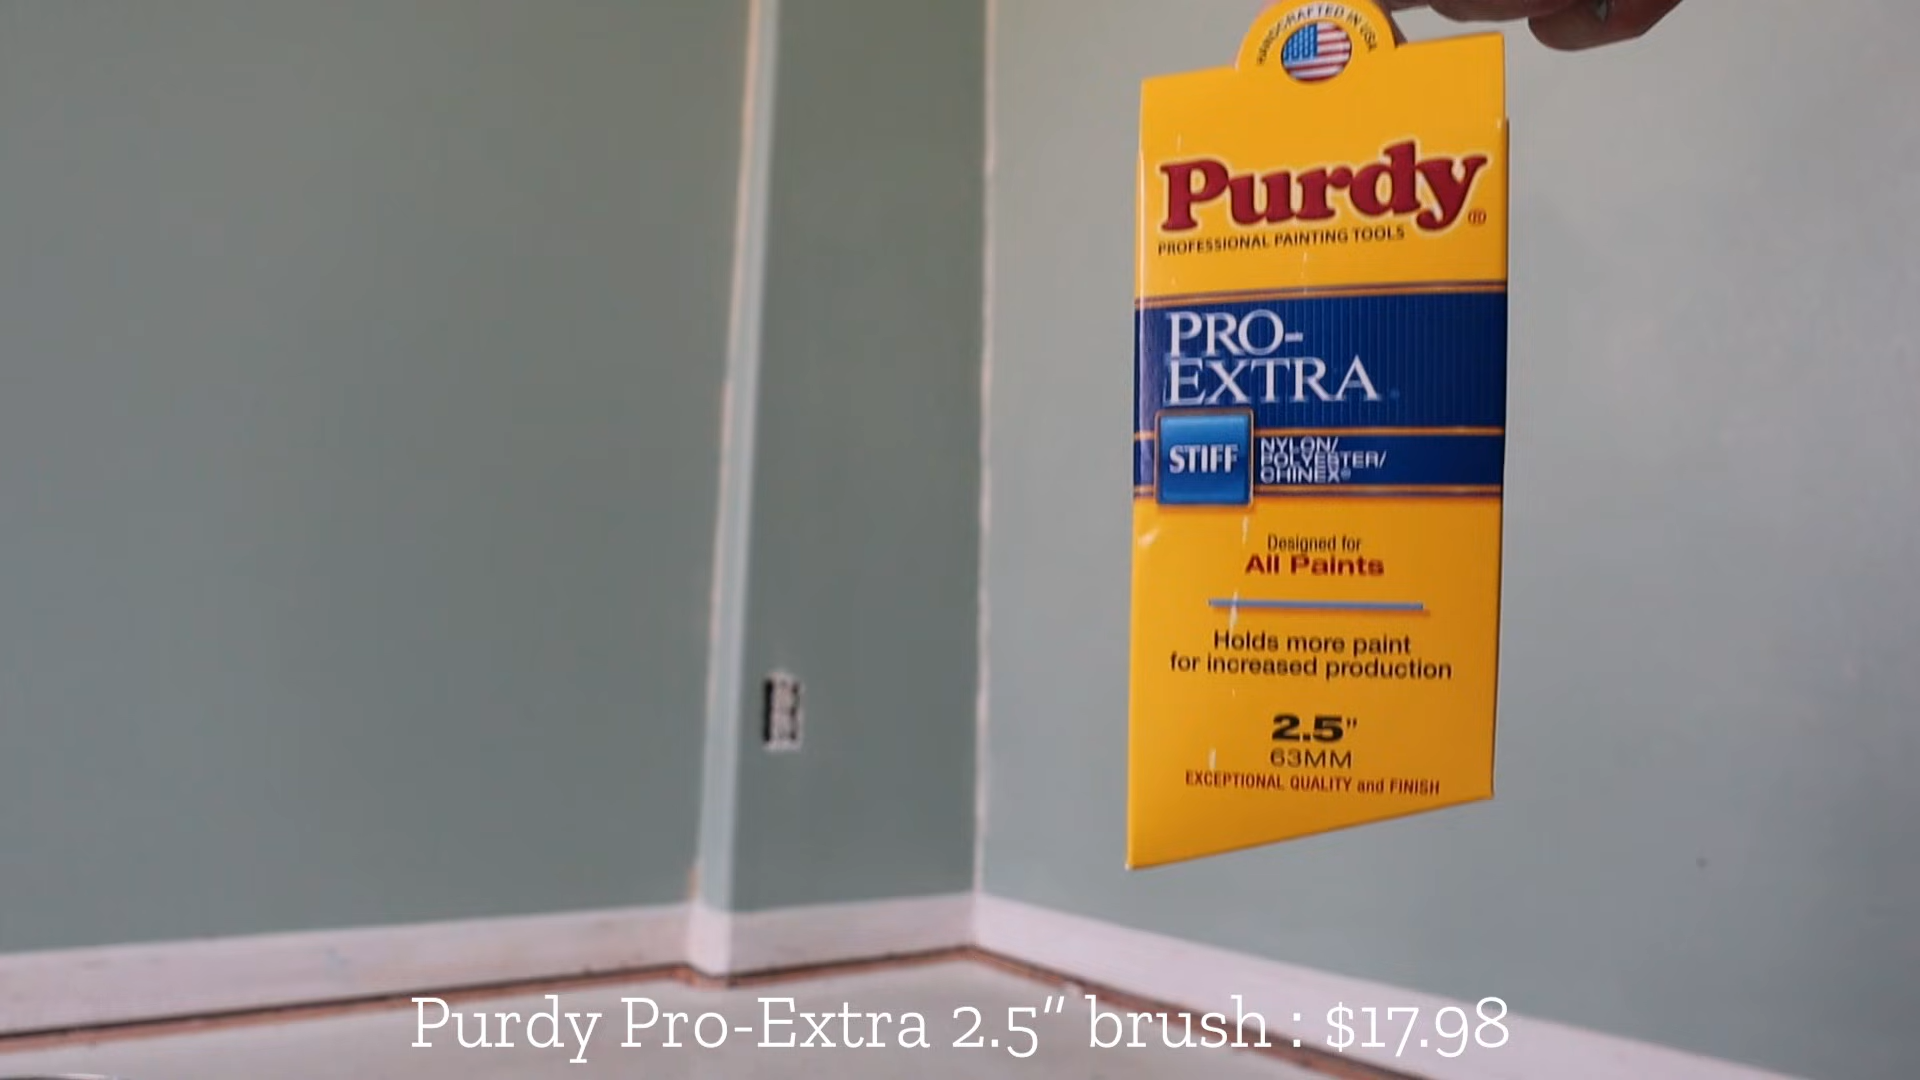 HANDCRAFTED IN USA
Purdy®
PROFESSIONAL PAINTING TOOLS
PRO-
EXTRA
STIFF
NYLON/
POLYESTER/
CHINEX®
Designed for
All Paints
Holds more paint
for increased production
2.5"
63MM
EXCEPTIONAL QUALITY and FINISH
Purdy Pro-Extra 2.5” brush : $17.98